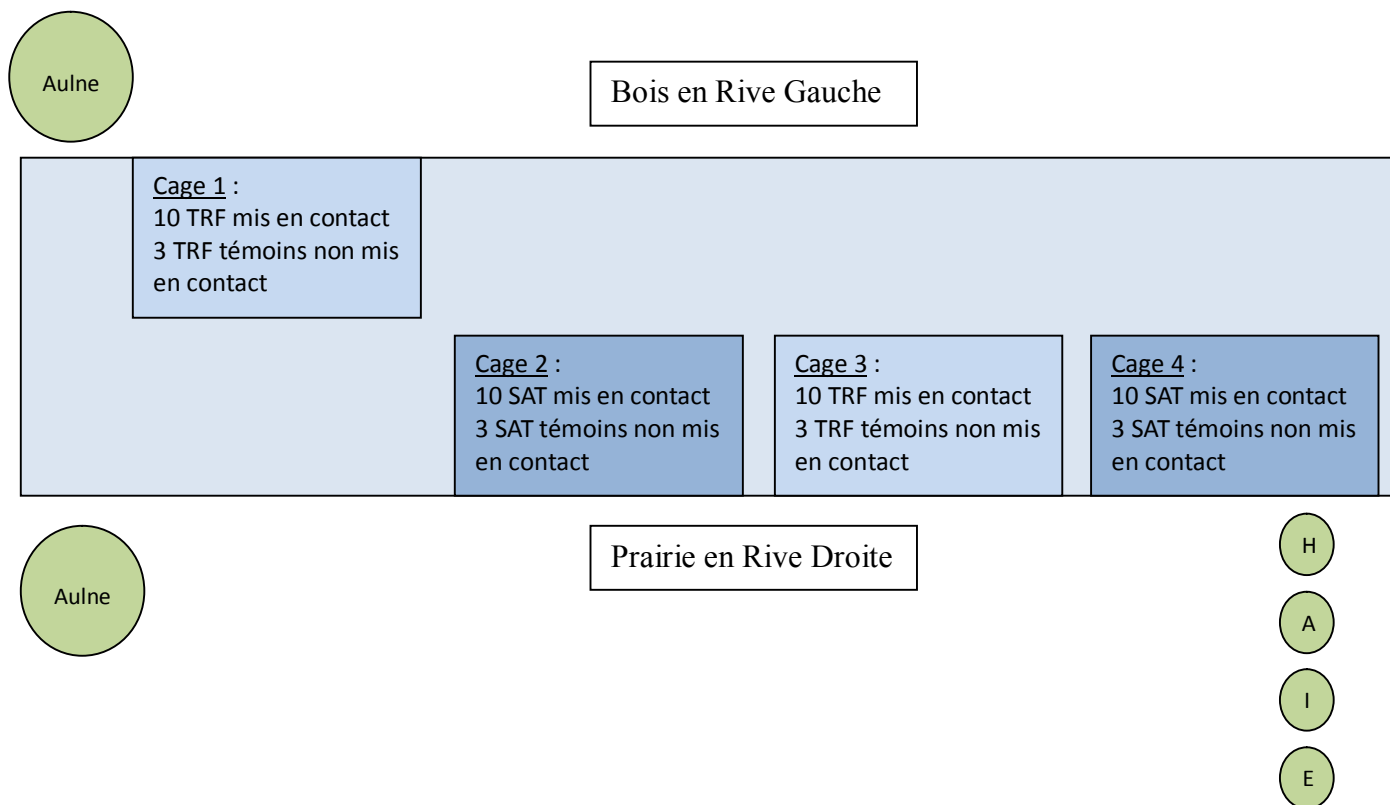 Aulne
Bois en Rive Gauche
Cage 1 :
10 TRF mis en contact
3 TRF témoins non mis
en contact
Cage 2 :
10 SAT mis en contact
3 SAT témoins non mis
en contact
Cage 3 :
10 TRF mis en contact
3 TRF témoins non mis
en contact
Cage 4 :
10 SAT mis en contact
3 SAT témoins non mis
en contact
Aulne
Prairie en Rive Droite
H
A
I
E